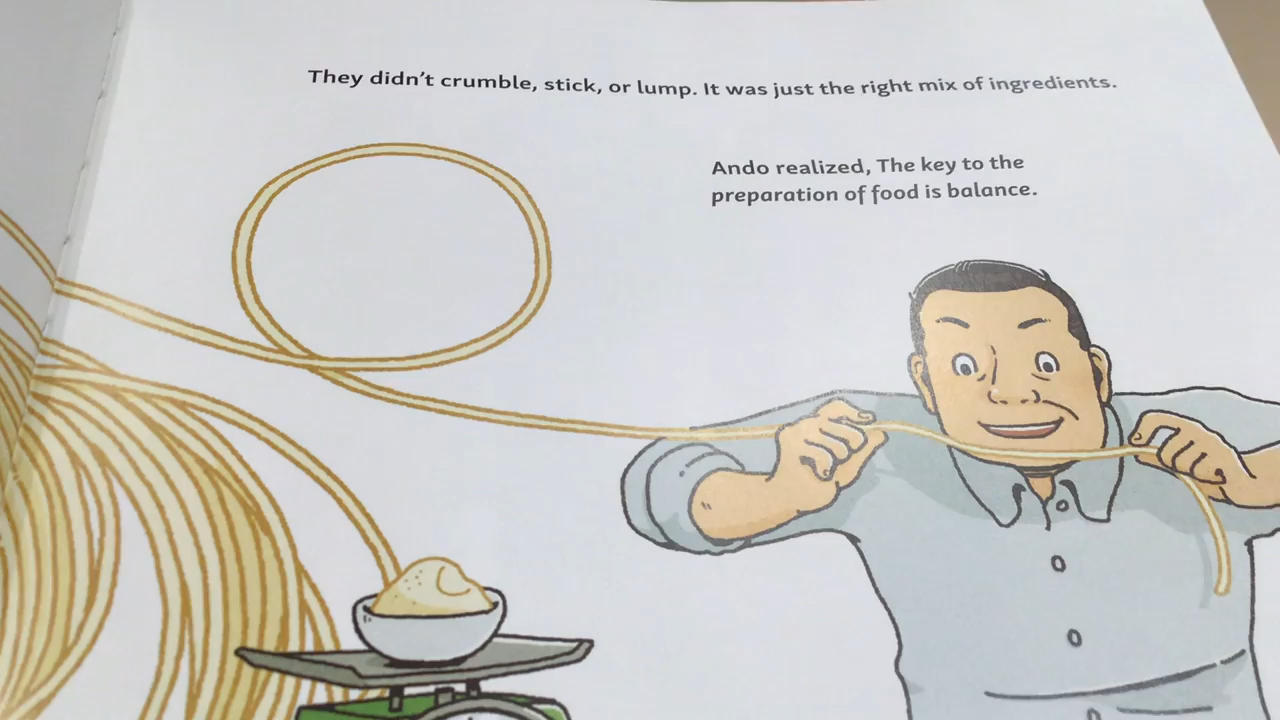 They didn't crumble, stick, or lump. It was just the right mix of ingredients.
Ando realized, The key to the
preparation of food is balance.